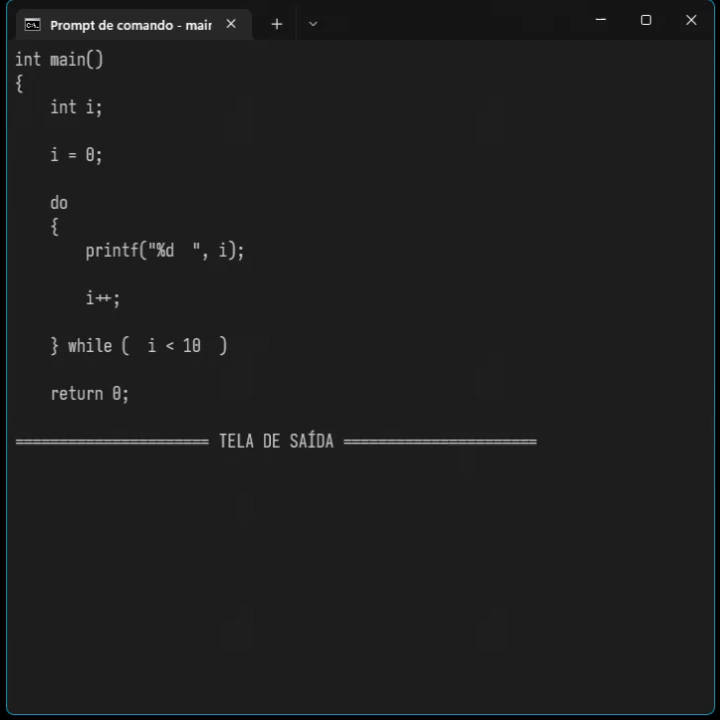 Prompt de comando - mair
int main()
{
    int i;
    i = 0;
    do
    {
        printf("%d  ", i);
        i++;
    } while (  i < 10  )
    return 0;
====================== TELA DE SAÍDA ======================